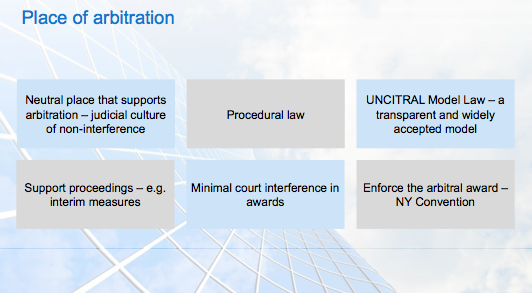 Place of arbitration
Neutral place that supports
arbitration – judicial culture
of non-interference
Procedural law
UNCITRAL Model Law – a
transparent and widely
accepted model
Support proceedings – e.g.
interim measures
Minimal court interference in
awards
Enforce the arbitral award –
NY Convention